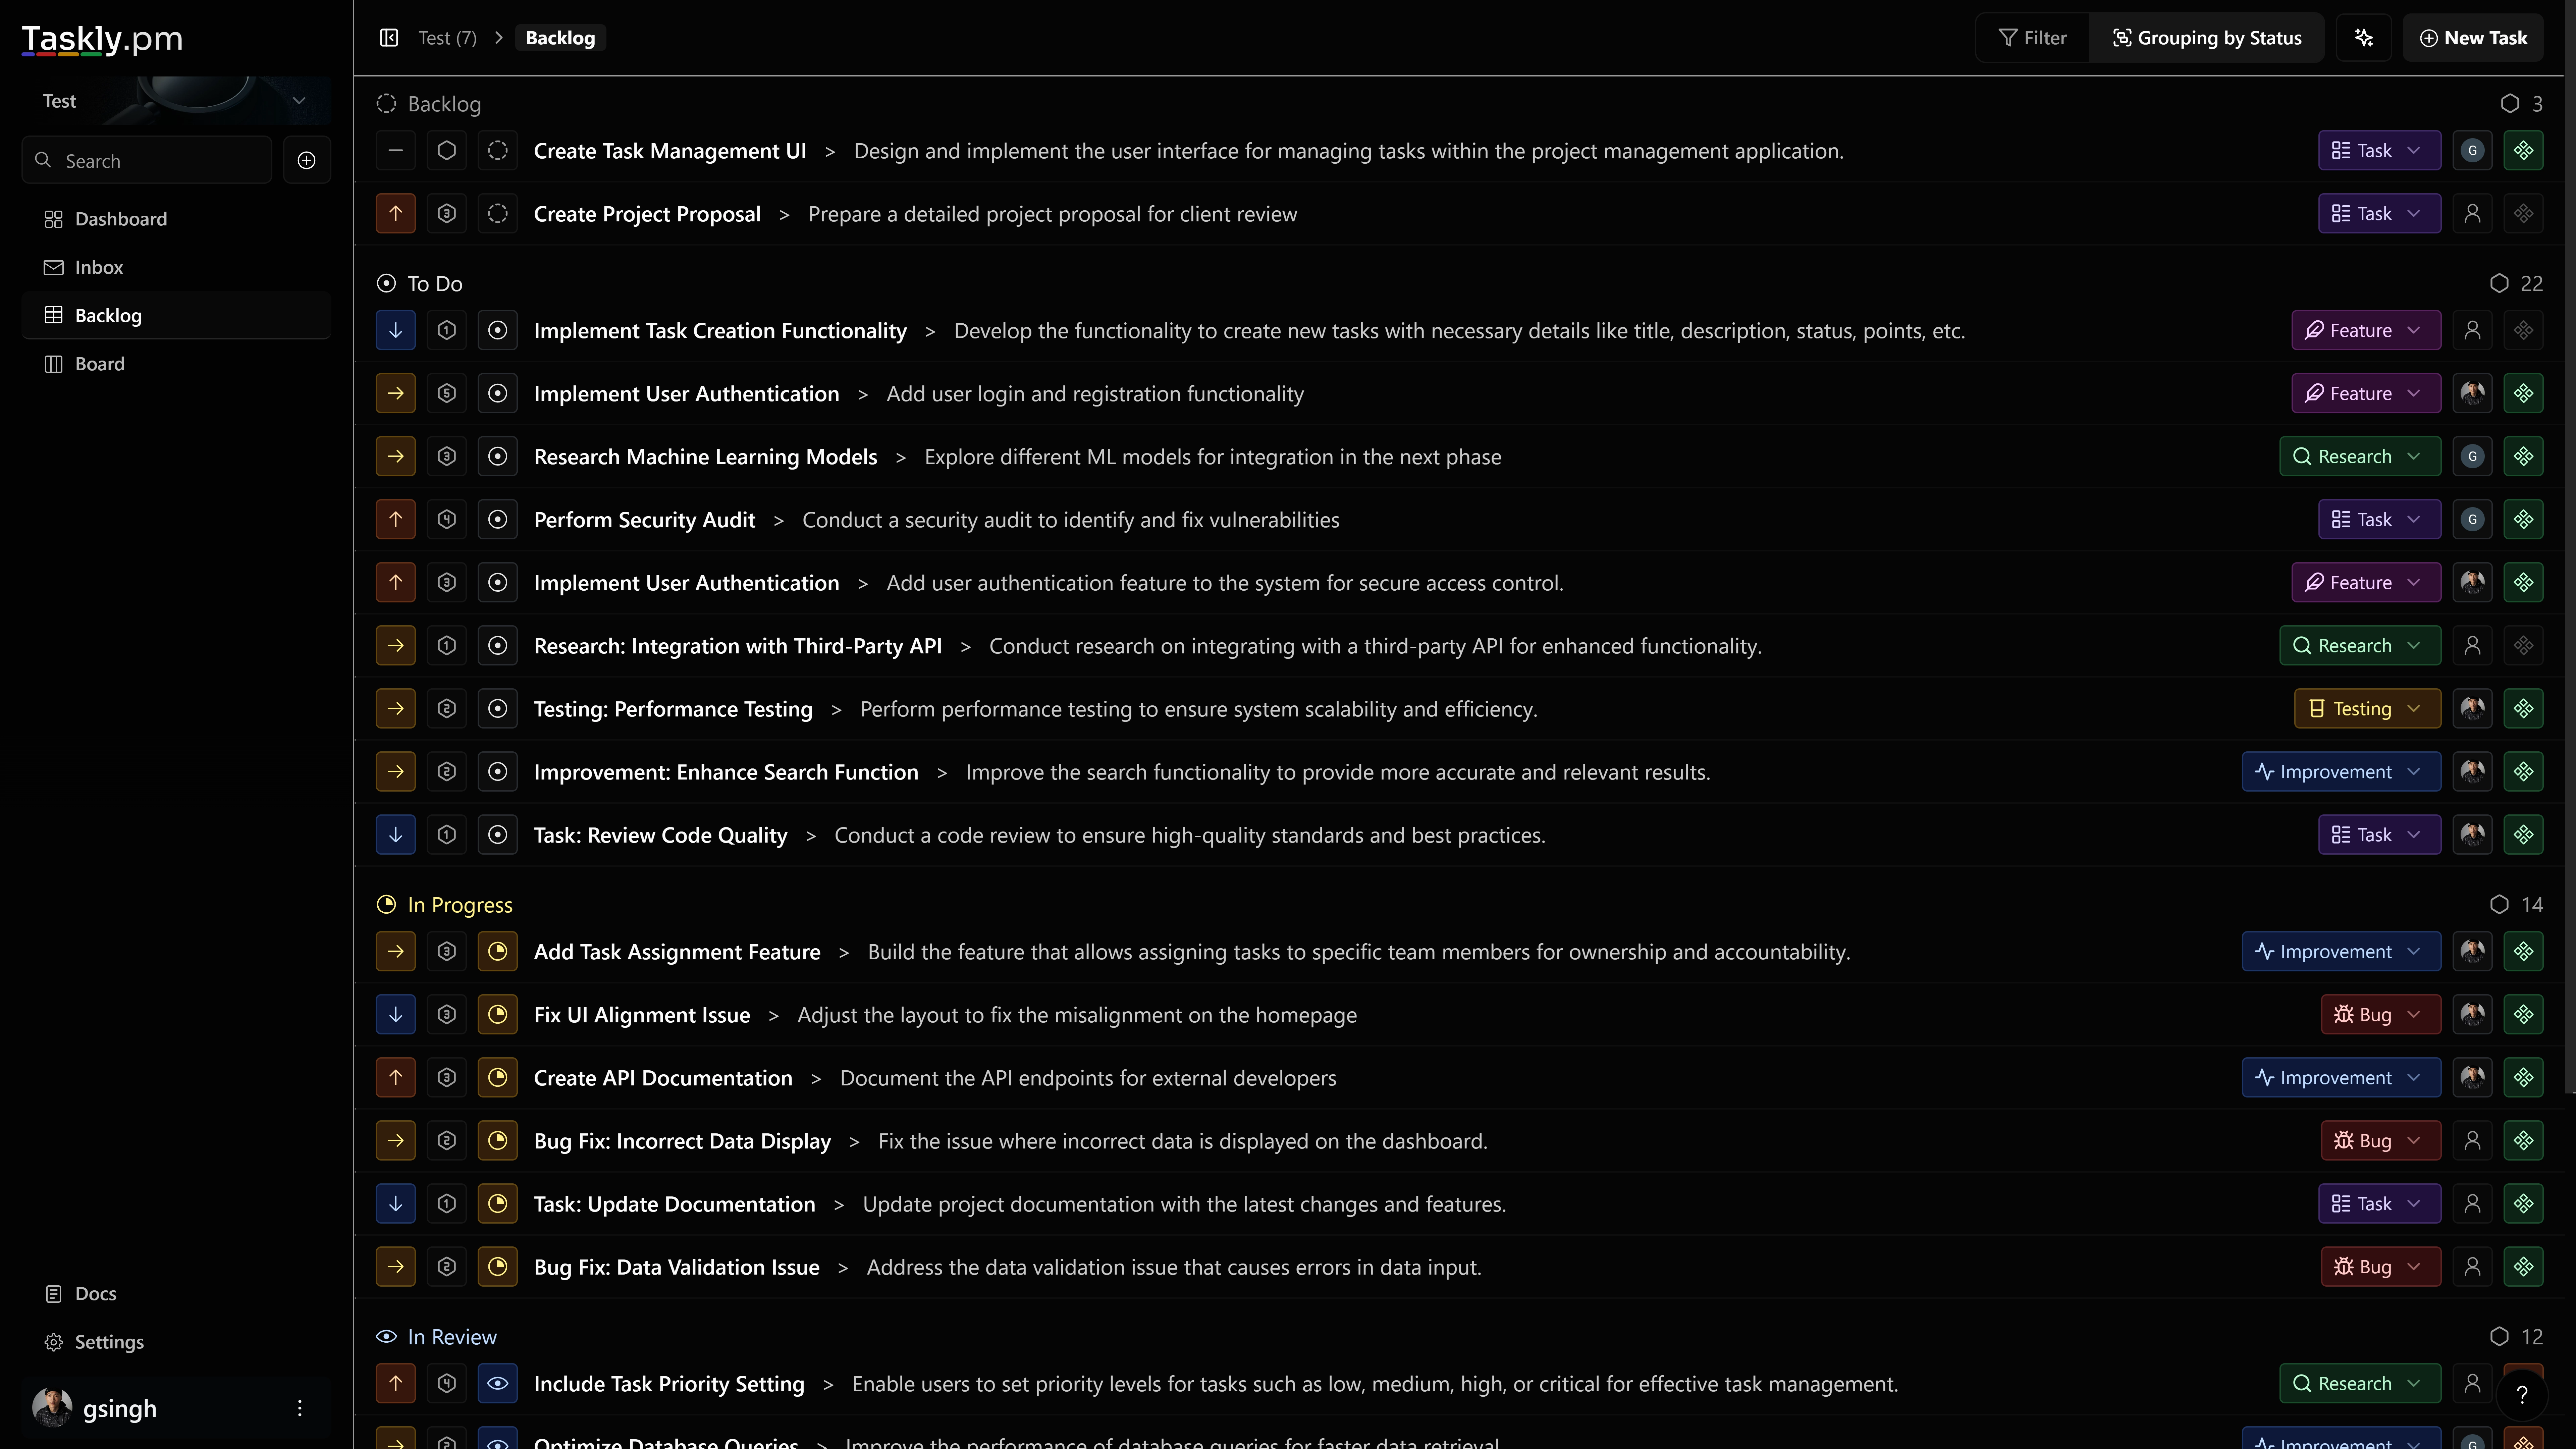 Taskly.pm
Test
Search
Dashboard
Inbox
Backlog
Board
Docs
Settings
gsingh
Test (7) > Backlog
Filter
Grouping by Status
New Task
Backlog 3
Create Task Management UI > Design and implement the user interface for managing tasks within the project management application. Task G
3 Create Project Proposal > Prepare a detailed project proposal for client review Task
To Do 22
1 Implement Task Creation Functionality > Develop the functionality to create new tasks with necessary details like title, description, status, points, etc. Feature
5 Implement User Authentication > Add user login and registration functionality Feature
3 Research Machine Learning Models > Explore different ML models for integration in the next phase Research G
4 Perform Security Audit > Conduct a security audit to identify and fix vulnerabilities Task G
3 Implement User Authentication > Add user authentication feature to the system for secure access control. Feature
1 Research: Integration with Third-Party API > Conduct research on integrating with a third-party API for enhanced functionality. Research
2 Testing: Performance Testing > Perform performance testing to ensure system scalability and efficiency. Testing
2 Improvement: Enhance Search Function > Improve the search functionality to provide more accurate and relevant results. Improvement
1 Task: Review Code Quality > Conduct a code review to ensure high-quality standards and best practices. Task
In Progress 14
3 Add Task Assignment Feature > Build the feature that allows assigning tasks to specific team members for ownership and accountability. Improvement
3 Fix UI Alignment Issue > Adjust the layout to fix the misalignment on the homepage Bug
3 Create API Documentation > Document the API endpoints for external developers Improvement
2 Bug Fix: Incorrect Data Display > Fix the issue where incorrect data is displayed on the dashboard. Bug
1 Task: Update Documentation > Update project documentation with the latest changes and features. Task
2 Bug Fix: Data Validation Issue > Address the data validation issue that causes errors in data input. Bug
In Review 12
4 Include Task Priority Setting > Enable users to set priority levels for tasks such as low, medium, high, or critical for effective task management. Research
?
Optimize Database Queries > Improve the performance of database queries for faster data retrieval Improvement G